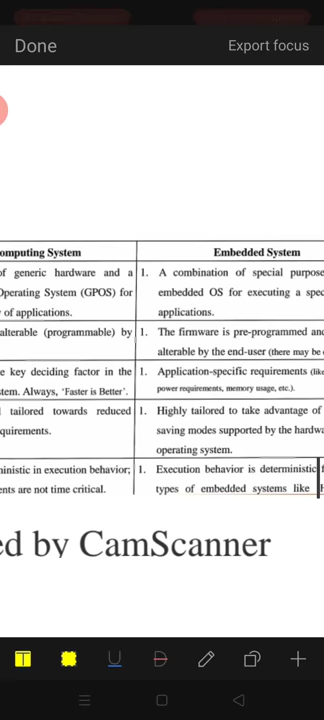 Done
Export focus
omputing System
Embedded System
of generic hardware and a
Operating System (GPOS) for
of applications.
1. A combination of special purpose
embedded OS for executing a spec
applications.
alterable (programmable) by
1. The firmware is pre-programmed and
alterable by the end-user (there may be
e key deciding factor in the
stem. Always, 'Faster is Better'.
1. Application-specific requirements (like
power requirements, memory usage, etc.).
tailored towards reduced
quirements.
1. Highly tailored to take advantage of
saving modes supported by the hardwa
operating system.
ministic in execution behavior;
ents are not time critical.
1. Execution behavior is deterministic f
types of embedded systems like
ed by CamScanner
T
U
D